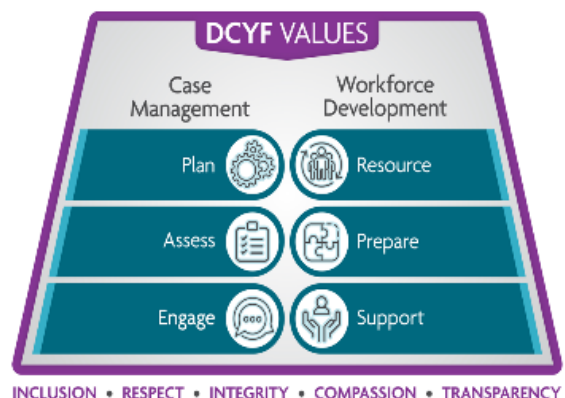 DCYF VALUES
Case
Management
Workforce
Development
Plan
Resource
Assess
Prepare
Engage
Support
INCLUSION • RESPECT • INTEGRITY • COMPASSION • TRANSPARENCY